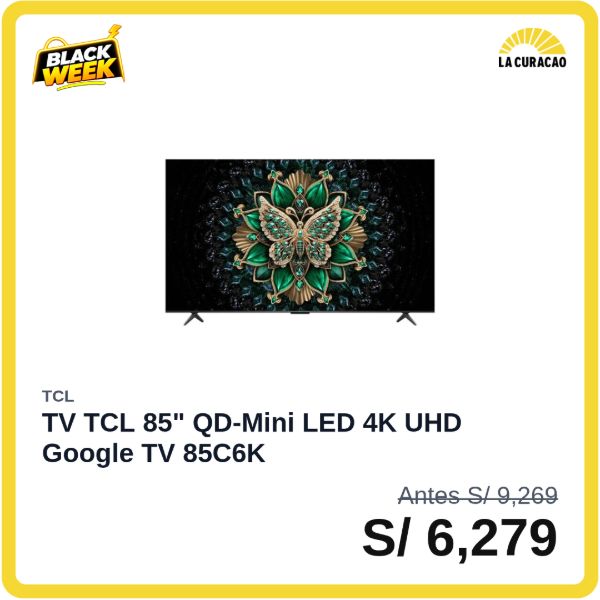 BLACK
WEEK
LA CURACAO
TCL
TV TCL 85" QD-Mini LED 4K UHD
Google TV 85C6K
Antes S/ 9,269
S/ 6,279